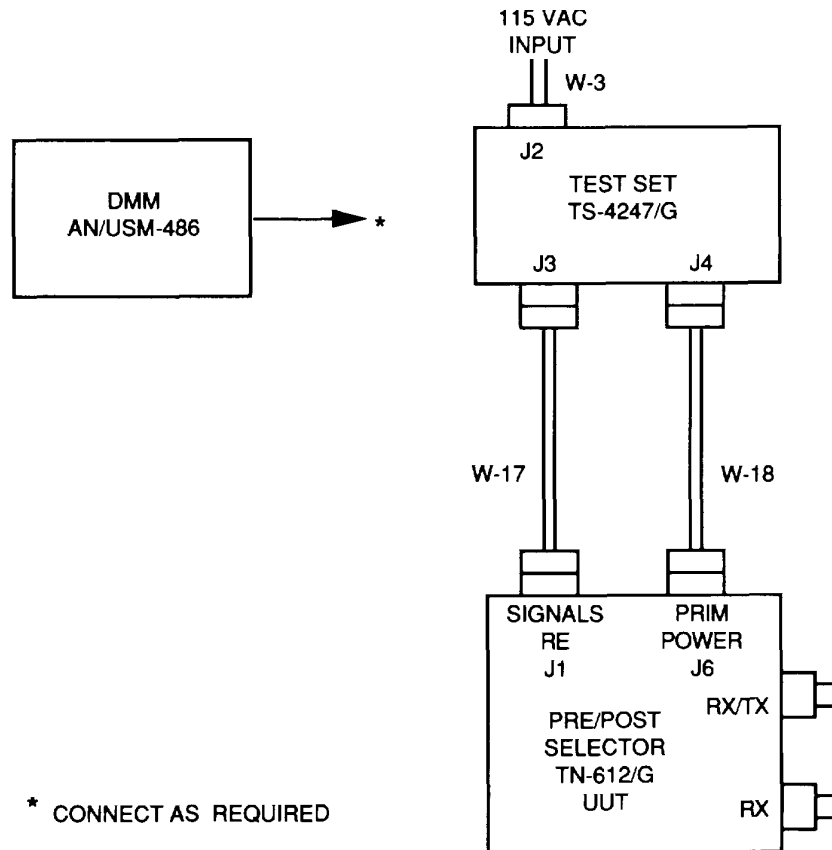 115 VAC
INPUT
W-3
J2
TEST SET
TS-4247/G
J3
J4
DMM
AN/USM-486
*
W-17
W-18
SIGNALS
RE
J1
PRIM
POWER
J6
RX/TX
PRE/POST
SELECTOR
TN-612/G
UUT
RX
* CONNECT AS REQUIRED